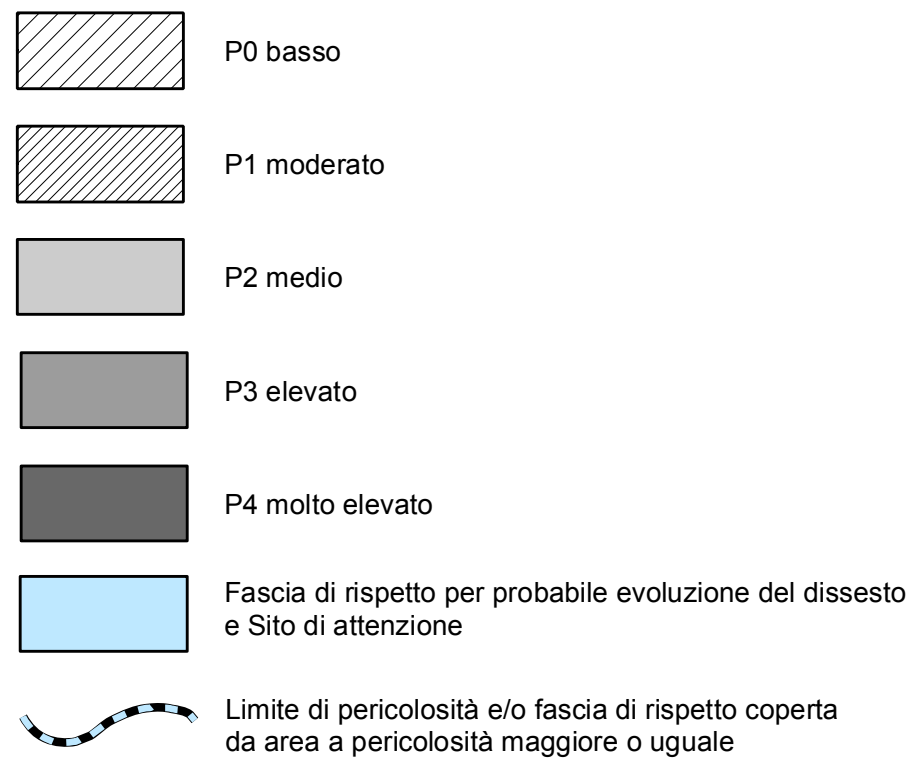 P0 basso
P1 moderato
P2 medio
P3 elevato
P4 molto elevato
Fascia di rispetto per probabile evoluzione del dissesto
e Sito di attenzione
Limite di pericolosità e/o fascia di rispetto coperta
da area a pericolosità maggiore o uguale